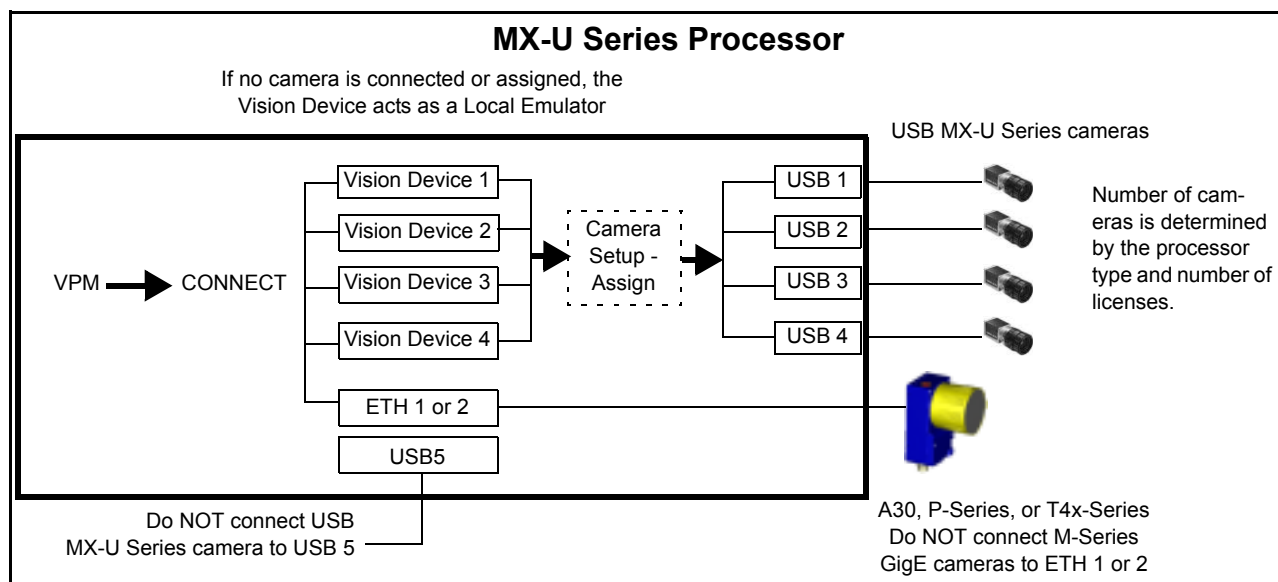 MX-U Series Processor
If no camera is connected or assigned, the
Vision Device acts as a Local Emulator
USB MX-U Series cameras
Vision Device 1
Vision Device 2
Vision Device 3
Vision Device 4
VPM
CONNECT
Camera
Setup -
Assign
USB 1
USB 2
USB 3
USB 4
Number of cam-
eras is determined
by the processor
type and number of
licenses.
ETH 1 or 2
USB5
Do NOT connect USB
MX-U Series camera to USB 5
A30, P-Series, or T4x-Series
Do NOT connect M-Series
GigE cameras to ETH 1 or 2